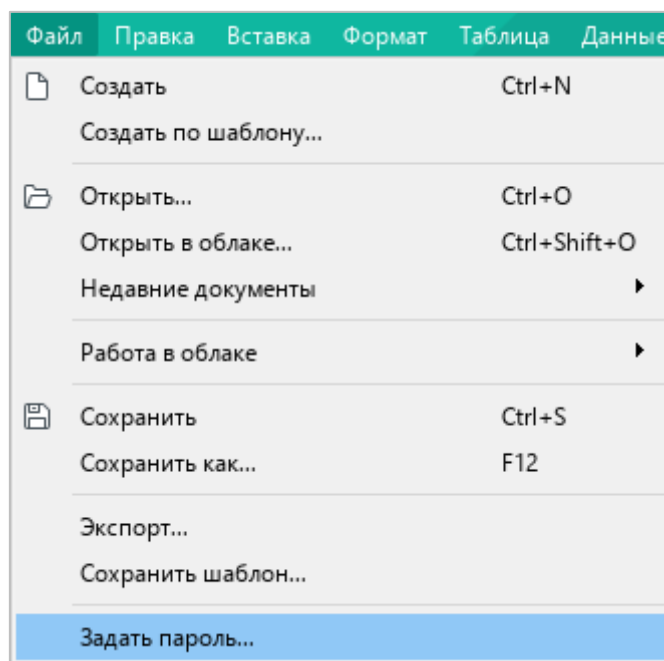 Файл Правка Вставка Формат Таблица Данные
Создать Ctrl+N
Создать по шаблону...
Открыть... Ctrl+O
Открыть в облаке... Ctrl+Shift+O
Недавние документы
Работа в облаке
Сохранить Ctrl+S
Сохранить как... F12
Экспорт...
Сохранить шаблон...
Задать пароль...